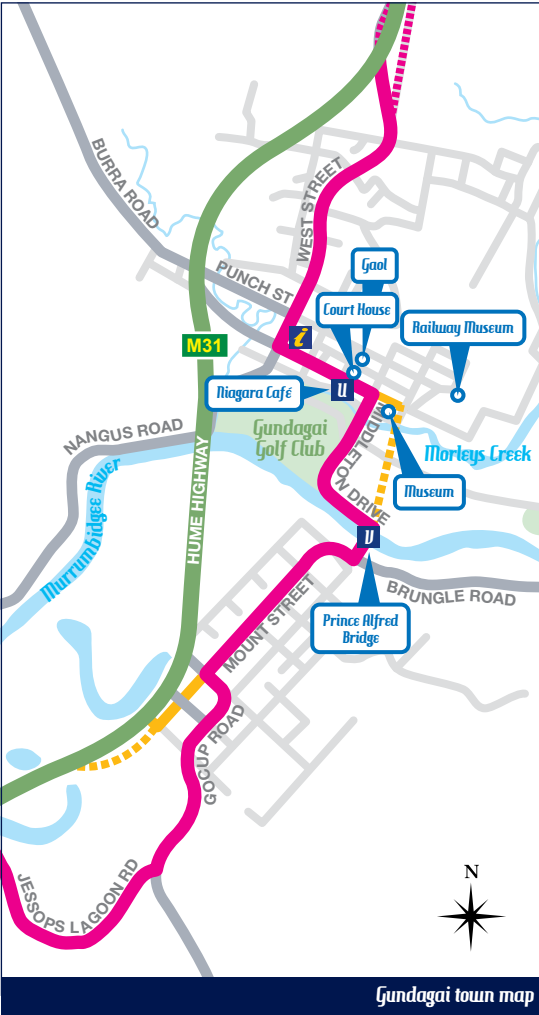 BURRA ROAD
WEST STREET
PUNCH ST
Gaol
Court House
Railway Museum
i
M31
Niagara Café
u
NANGUS ROAD
Gundagai
Golf Club
MIDDLETON DRIVE
Morleys Creek
Murrumbidgee River
HUME HIGHWAY
Museum
v
BRUNGLE ROAD
Prince Alfred
Bridge
MOUNT STREET
GOCUP ROAD
JESSOPS LAGOON RD
N
Gundagai town map